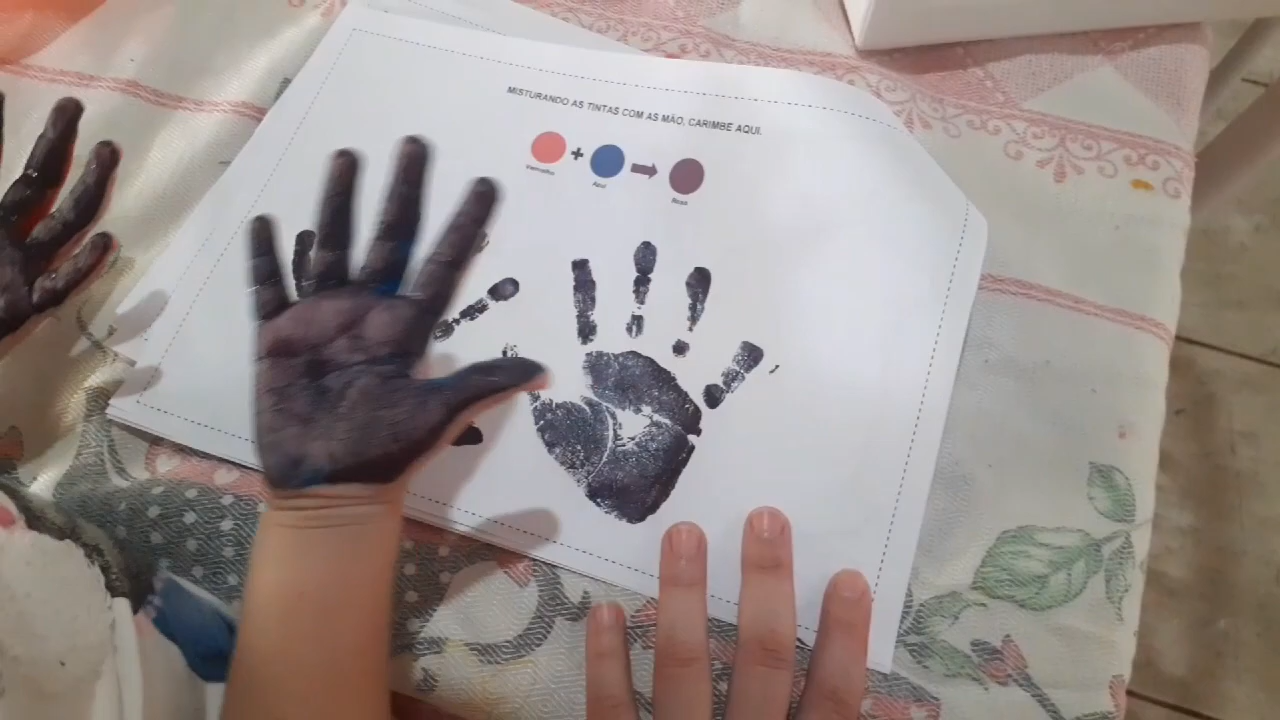 MISTURANDO AS TINTAS COM AS MÃO, CARIMBE AQUI.
Vermelho
Azul
Roxo